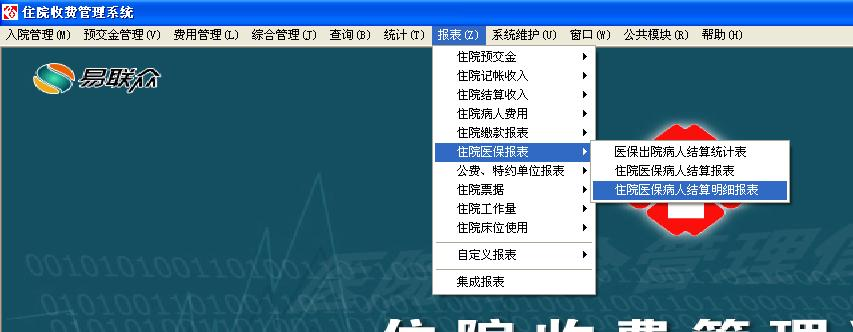 住院收费管理系统
入院管理(M) 预交金管理(V) 费用管理(L) 综合管理(J) 查询(B) 统计(T) 报表(Z) 系统维护(U) 窗口(W) 公共模块(R) 帮助(H)
易联众
住院预交金
住院记帐收入
住院结算收入
住院病人费用
住院缴款报表
住院医保报表
公费、特约单位报表
住院票据
住院工作量
住院床位使用
自定义报表
集成报表
医保出院病人结算统计表
住院医保病人结算报表
住院医保病人结算明细报表
住院收费管理